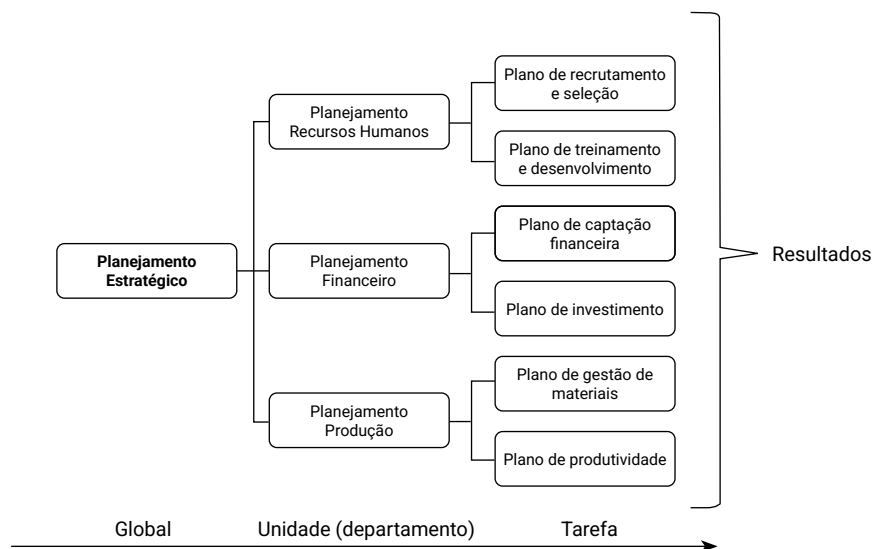 Planejamento
Estratégico
Planejamento
Recursos Humanos
Plano de recrutamento
e seleção
Plano de treinamento
e desenvolvimento
Planejamento
Financeiro
Plano de captação
financeira
Plano de investimento
Planejamento
Produção
Plano de gestão de
materiais
Plano de produtividade
Resultados
Global
Unidade (departamento)
Tarefa